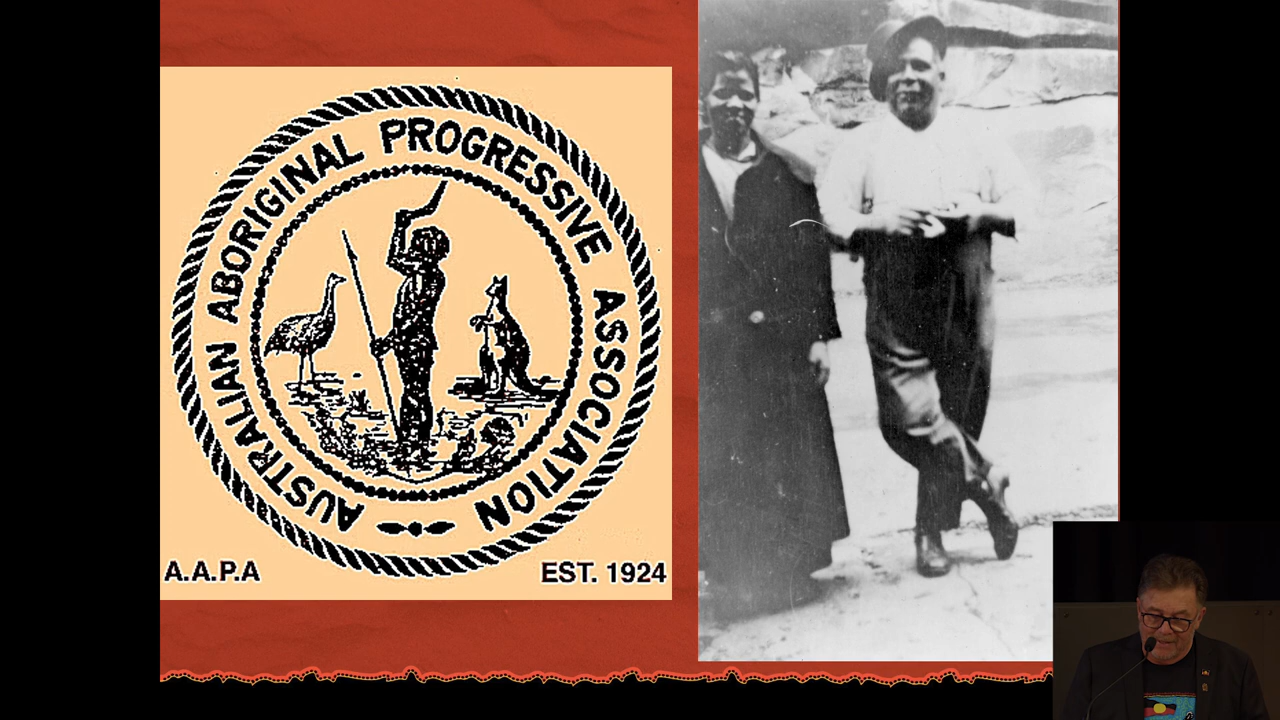 AUSTRALIAN ABORIGINAL PROGRESSIVE ASSOCIATION
A.A.P.A
EST. 1924